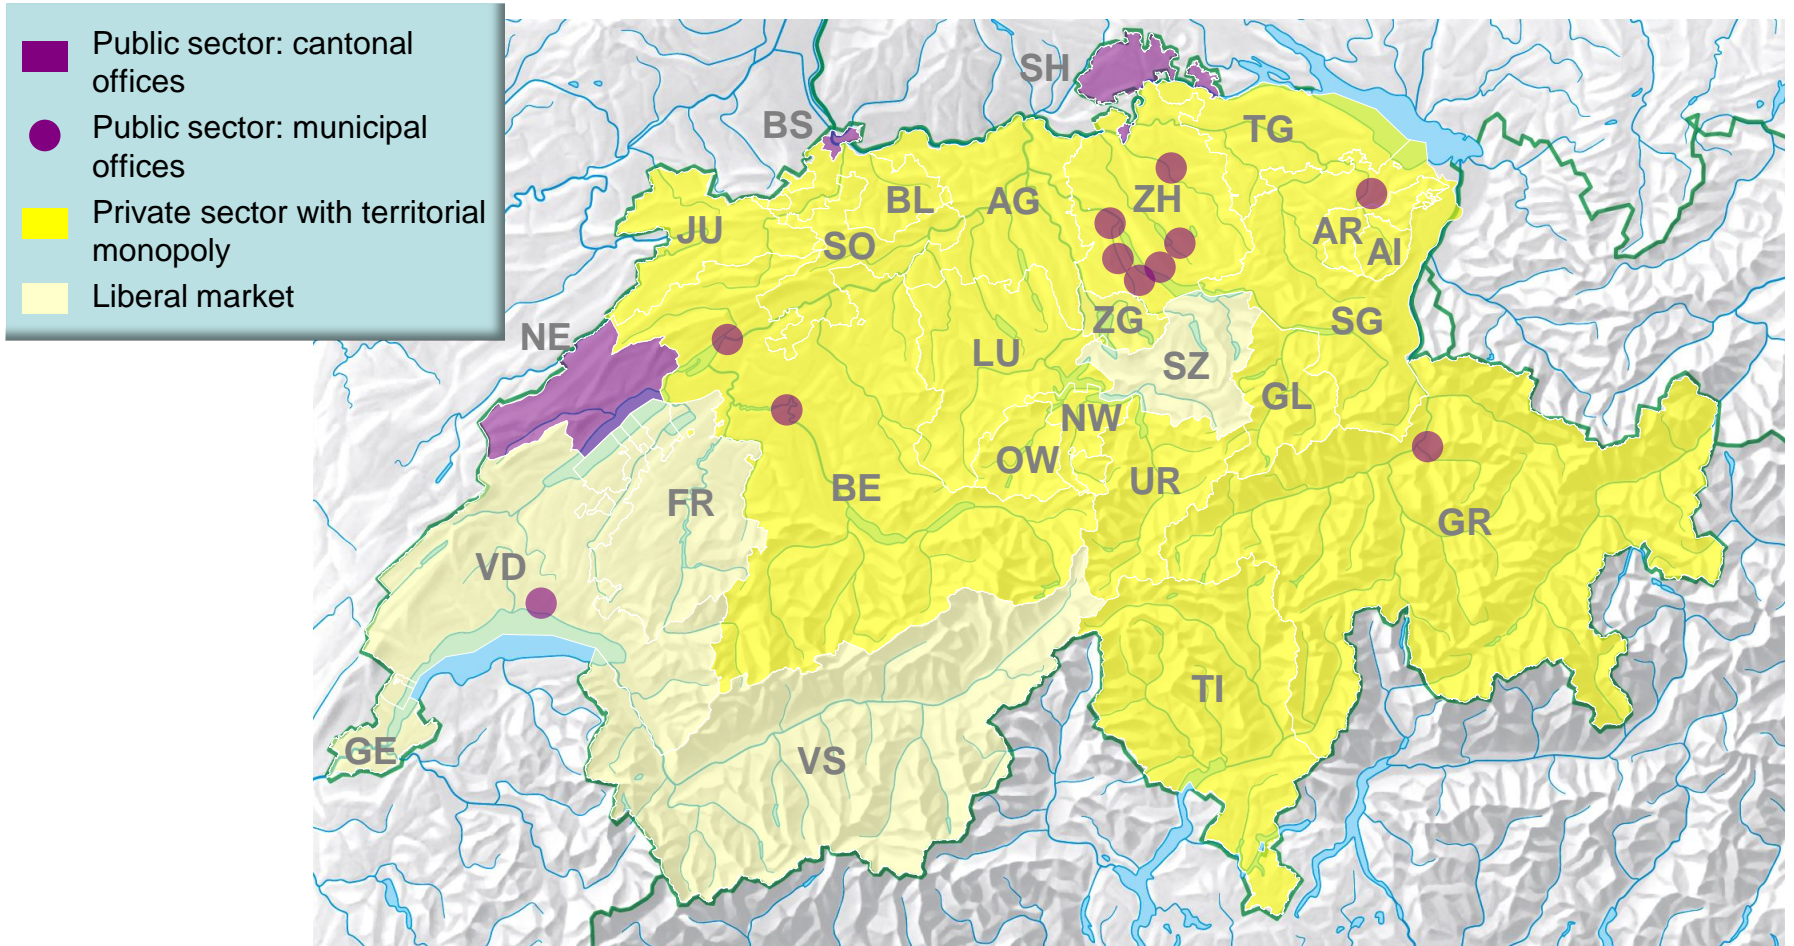 Public sector: cantonal
offices
Public sector: municipal
offices
Private sector with territorial
monopoly
Liberal market
SH
BS
TG
BL
AG
ZH
JU
SO
AR
AI
NE
ZG
SG
LU
SZ
GL
NW
OW
UR
BE
FR
GR
VD
TI
GE
VS